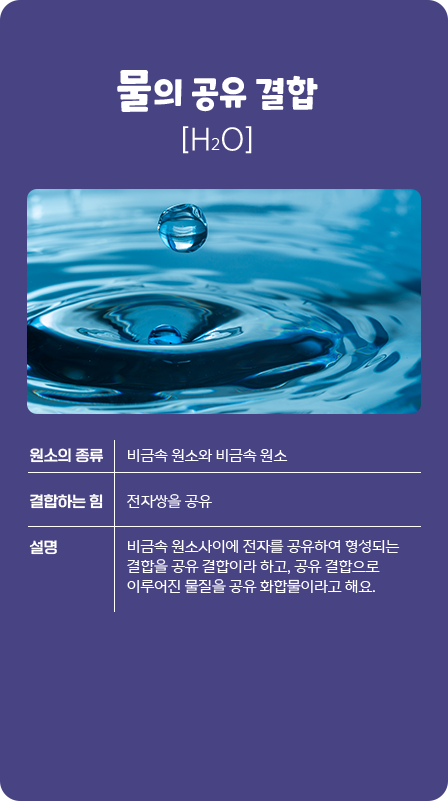 물의 공유 결합
[H₂O]
원소의 종류 비금속 원소와 비금속 원소
결합하는 힘 전자쌍을 공유
설명 비금속 원소사이에 전자를 공유하여 형성되는
결합을 공유 결합이라 하고, 공유 결합으로
이루어진 물질을 공유 화합물이라고 해요.